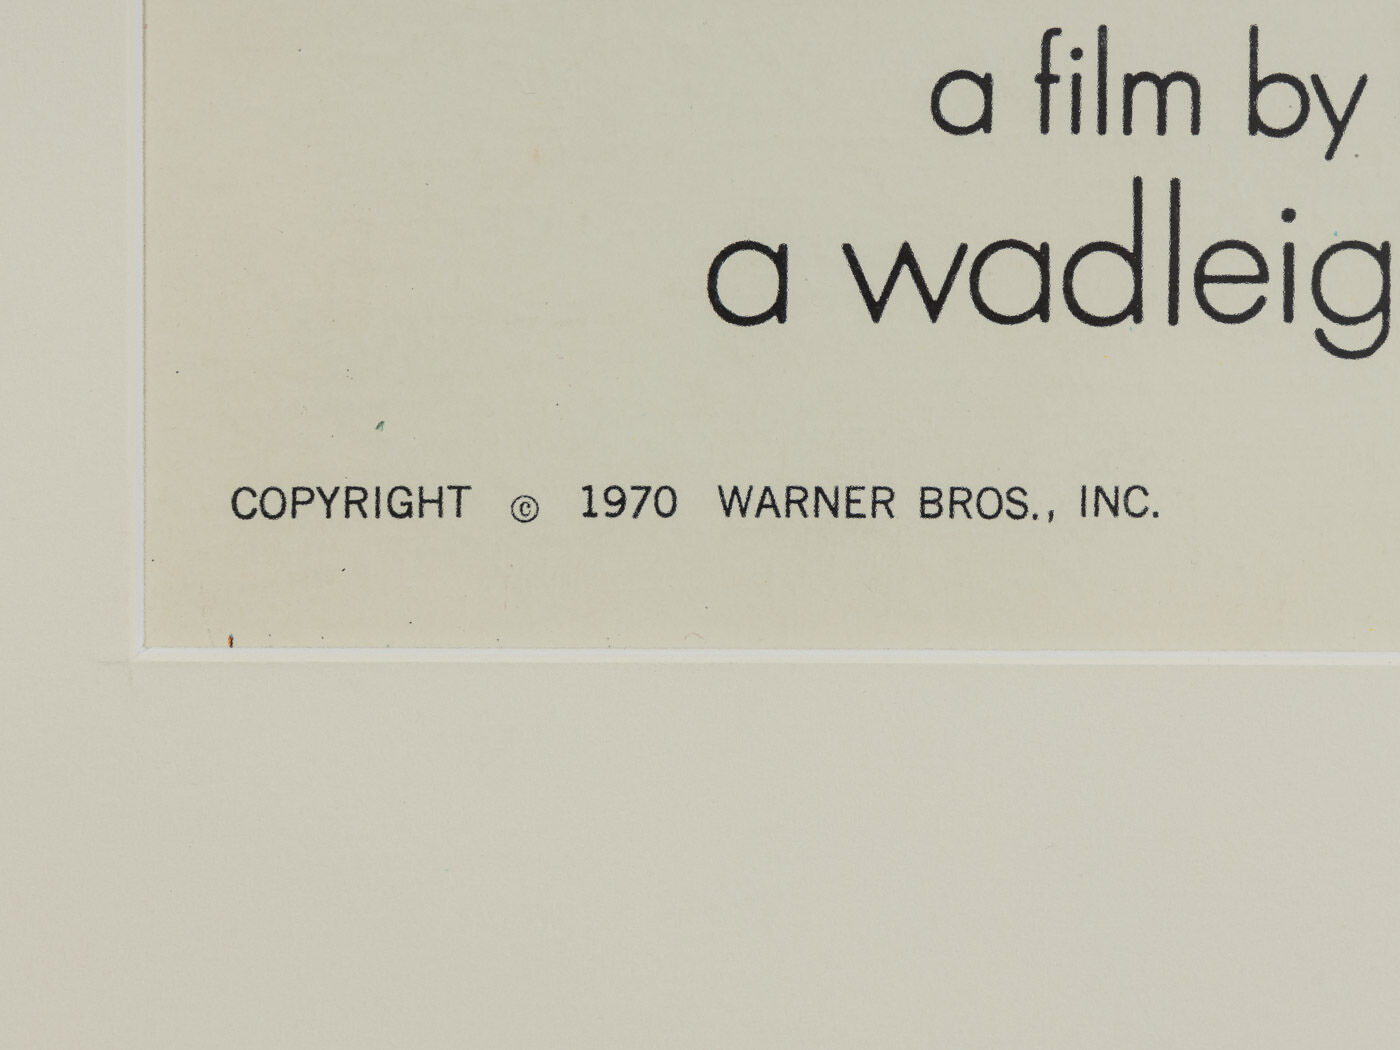 a film by
a wadleig
COPYRIGHT © 1970 WARNER BROS., INC.